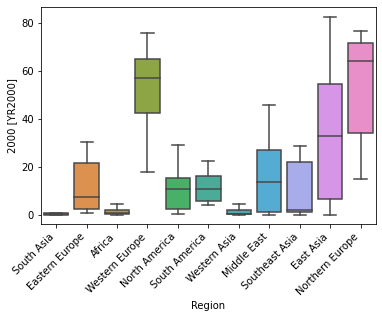 80
60
40
20
0
2000 [YR2000]
South Asia
Eastern Europe
Africa
Western Europe
North America
South America
Western Asia
Middle East
Southeast Asia
East Asia
Northern Europe
Region